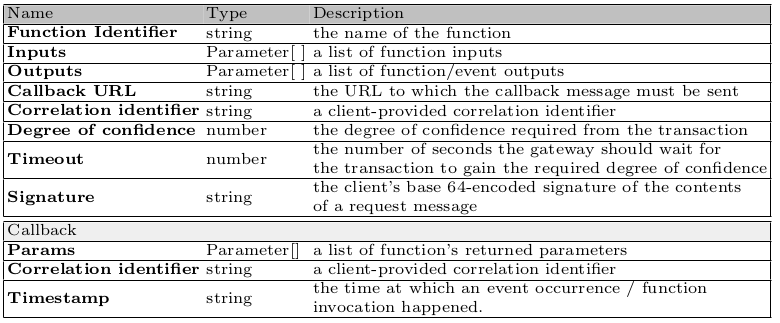 Name Type Description
Function Identifier string the name of the function
Inputs Parameter[ ] a list of function inputs
Outputs Parameter[ ] a list of function/event outputs
Callback URL string the URL to which the callback message must be sent
Correlation identifier string a client-provided correlation identifier
Degree of confidence number the degree of confidence required from the transaction
Timeout number the number of seconds the gateway should wait for
the transaction to gain the required degree of confidence
Signature string the client's base 64-encoded signature of the contents
of a request message
Callback
Params Parameter[] a list of function's returned parameters
Correlation identifier string a client-provided correlation identifier
Timestamp string the time at which an event occurrence / function
invocation happened.